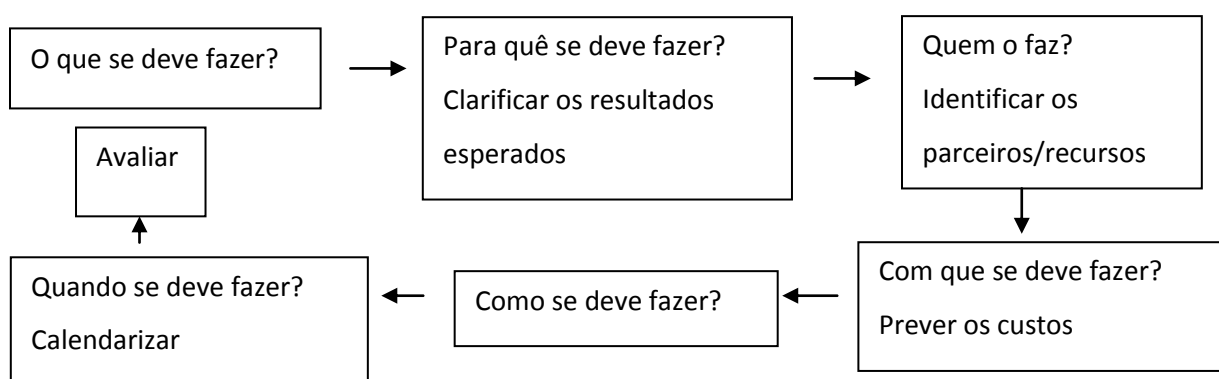 O que se deve fazer?
Para quê se deve fazer?
Clarificar os resultados
esperados
Quem o faz?
Identificar os
parceiros/recursos
Com que se deve fazer?
Prever os custos
Como se deve fazer?
Quando se deve fazer?
Calendarizar
Avaliar